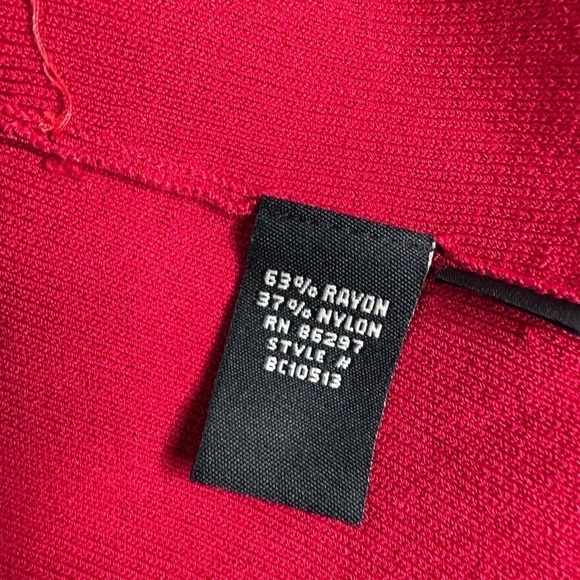 63% RAYON
37% NYLON
RN 86297
STYLE #
BC10513